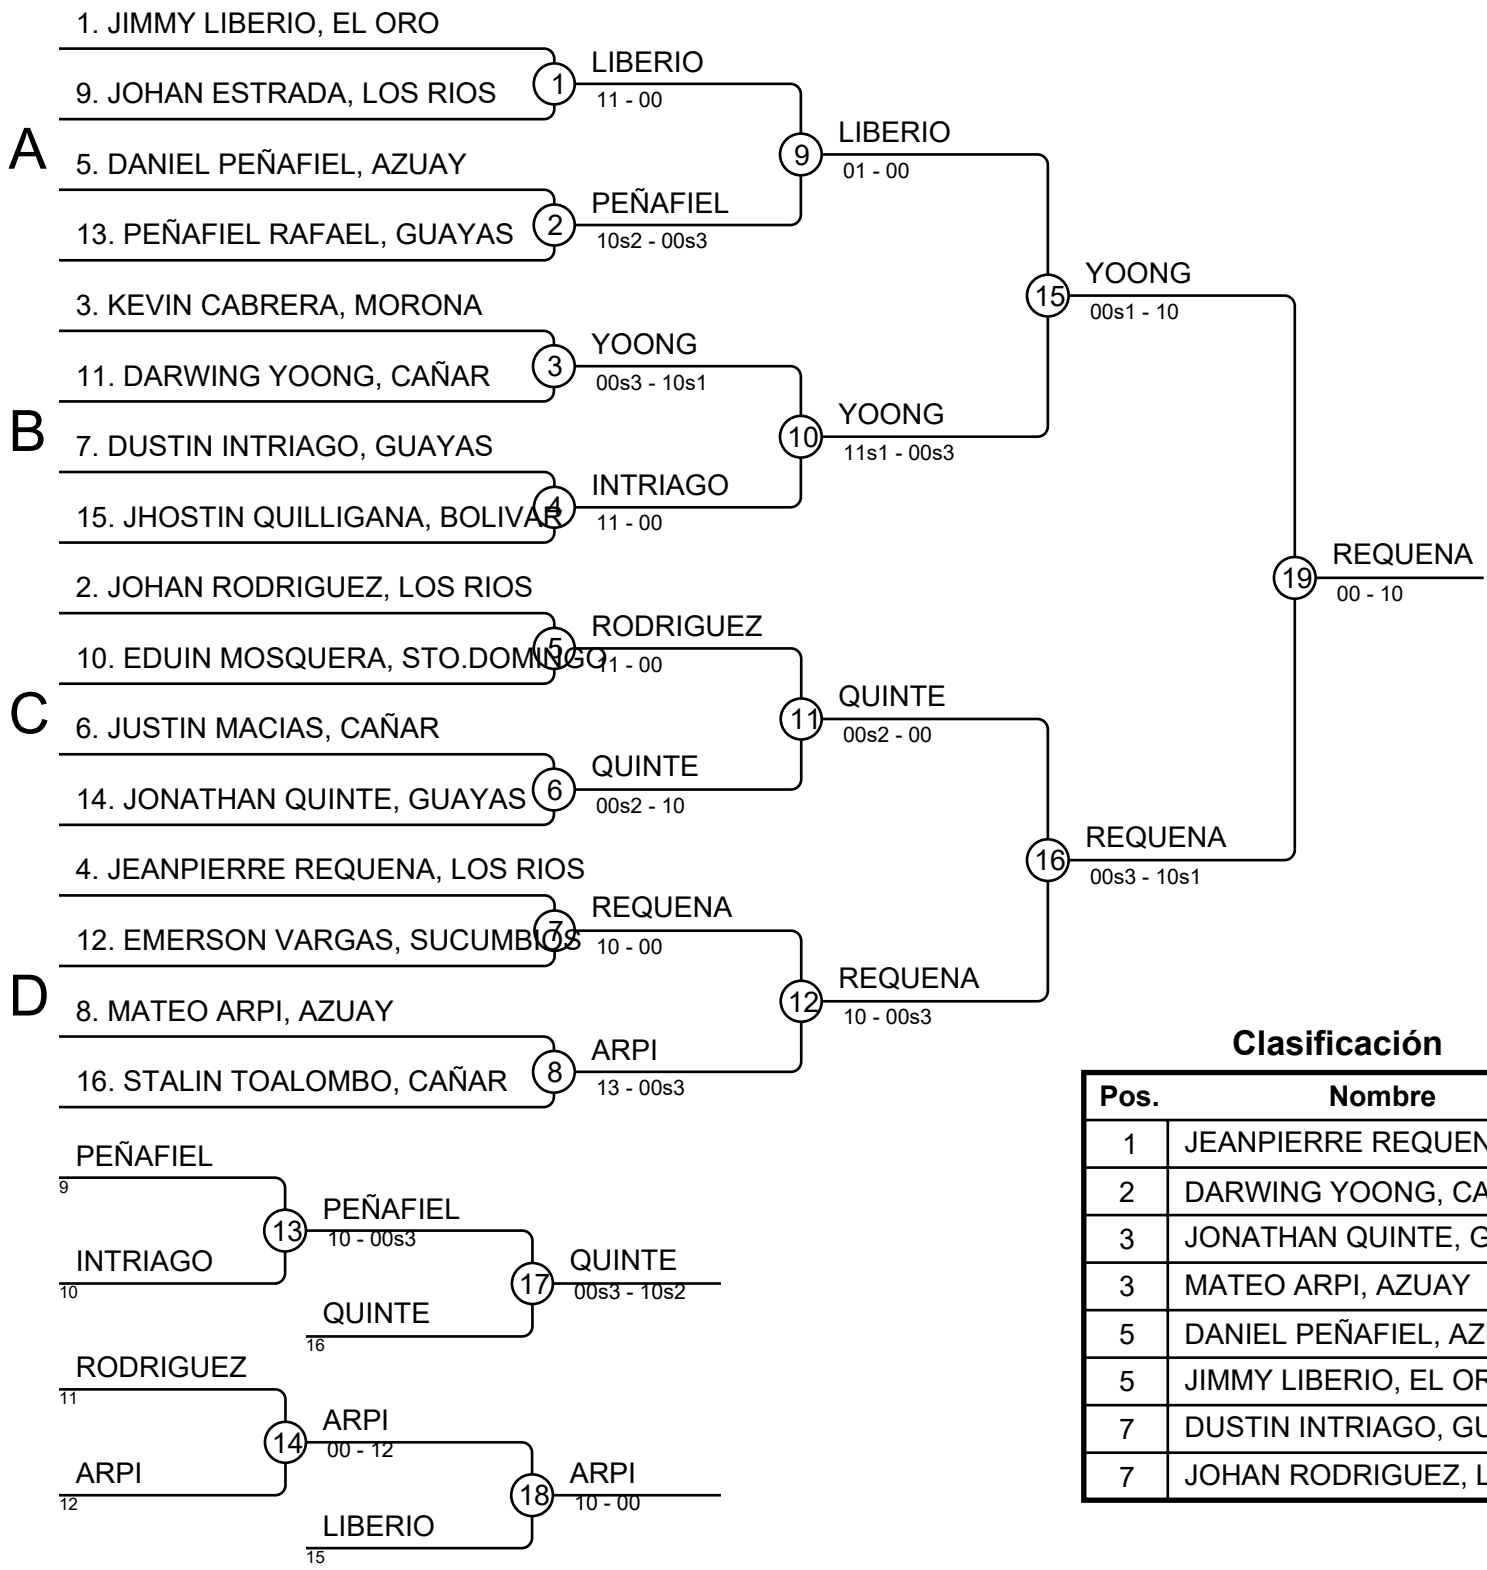 1. JIMMY LIBERIO, EL ORO
9. JOHAN ESTRADA, LOS RIOS
1
LIBERIO
11 - 00
A
5. DANIEL PEÑAFIEL, AZUAY
13. PEÑAFIEL RAFAEL, GUAYAS
2
PEÑAFIEL
10s2 - 00s3
9
LIBERIO
01 - 00
3. KEVIN CABRERA, MORONA
11. DARWING YOONG, CAÑAR
3
YOONG
00s3 - 10s1
B
7. DUSTIN INTRIAGO, GUAYAS
15. JHOSTIN QUILLIGANA, BOLIVAR
4
INTRIAGO
11 - 00
10
YOONG
11s1 - 00s3
15
YOONG
00s1 - 10
2. JOHAN RODRIGUEZ, LOS RIOS
10. EDUIN MOSQUERA, STO.DOMINGO
5
RODRIGUEZ
11 - 00
C
6. JUSTIN MACIAS, CAÑAR
14. JONATHAN QUINTE, GUAYAS
6
QUINTE
00s2 - 10
11
QUINTE
00s2 - 00
4. JEANPIERRE REQUENA, LOS RIOS
12. EMERSON VARGAS, SUCUMBIOS
7
REQUENA
10 - 00
D
8. MATEO ARPI, AZUAY
16. STALIN TOALOMBO, CAÑAR
8
ARPI
13 - 00s3
12
REQUENA
10 - 00s3
16
REQUENA
00s3 - 10s1
19
REQUENA
00 - 10
PEÑAFIEL
9
INTRIAGO
10
13
PEÑAFIEL
10 - 00s3
QUINTE
16
17
QUINTE
00s3 - 10s2
RODRIGUEZ
11
ARPI
12
14
ARPI
00 - 12
LIBERIO
15
18
ARPI
10 - 00
Clasificación
Pos. Nombre
1 JEANPIERRE REQUEN
2 DARWING YOONG, CA
3 JONATHAN QUINTE, G
3 MATEO ARPI, AZUAY
5 DANIEL PEÑAFIEL, AZ
5 JIMMY LIBERIO, EL OR
7 DUSTIN INTRIAGO, GU
7 JOHAN RODRIGUEZ, L